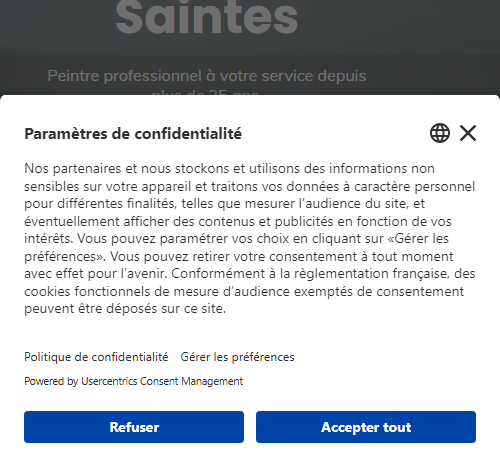 Saintes
Peintre professionnel à votre service depuis
plus de 25 ans
Paramètres de confidentialité
Nos partenaires et nous stockons et utilisons des informations non
sensibles sur votre appareil et traitons vos données à caractère personnel
pour différentes finalités, telles que mesurer l’audience du site, et
éventuellement afficher des contenus et publicités en fonction de vos
intérêts. Vous pouvez paramétrer vos choix en cliquant sur «Gérer les
préférences». Vous pouvez retirer votre consentement à tout moment
avec effet pour l’avenir. Conformément à la règlementation française, des
cookies fonctionnels de mesure d’audience exemptés de consentement
peuvent être déposés sur ce site.
Politique de confidentialité Gérer les préférences
Powered by Usercentrics Consent Management
Refuser Accepter tout